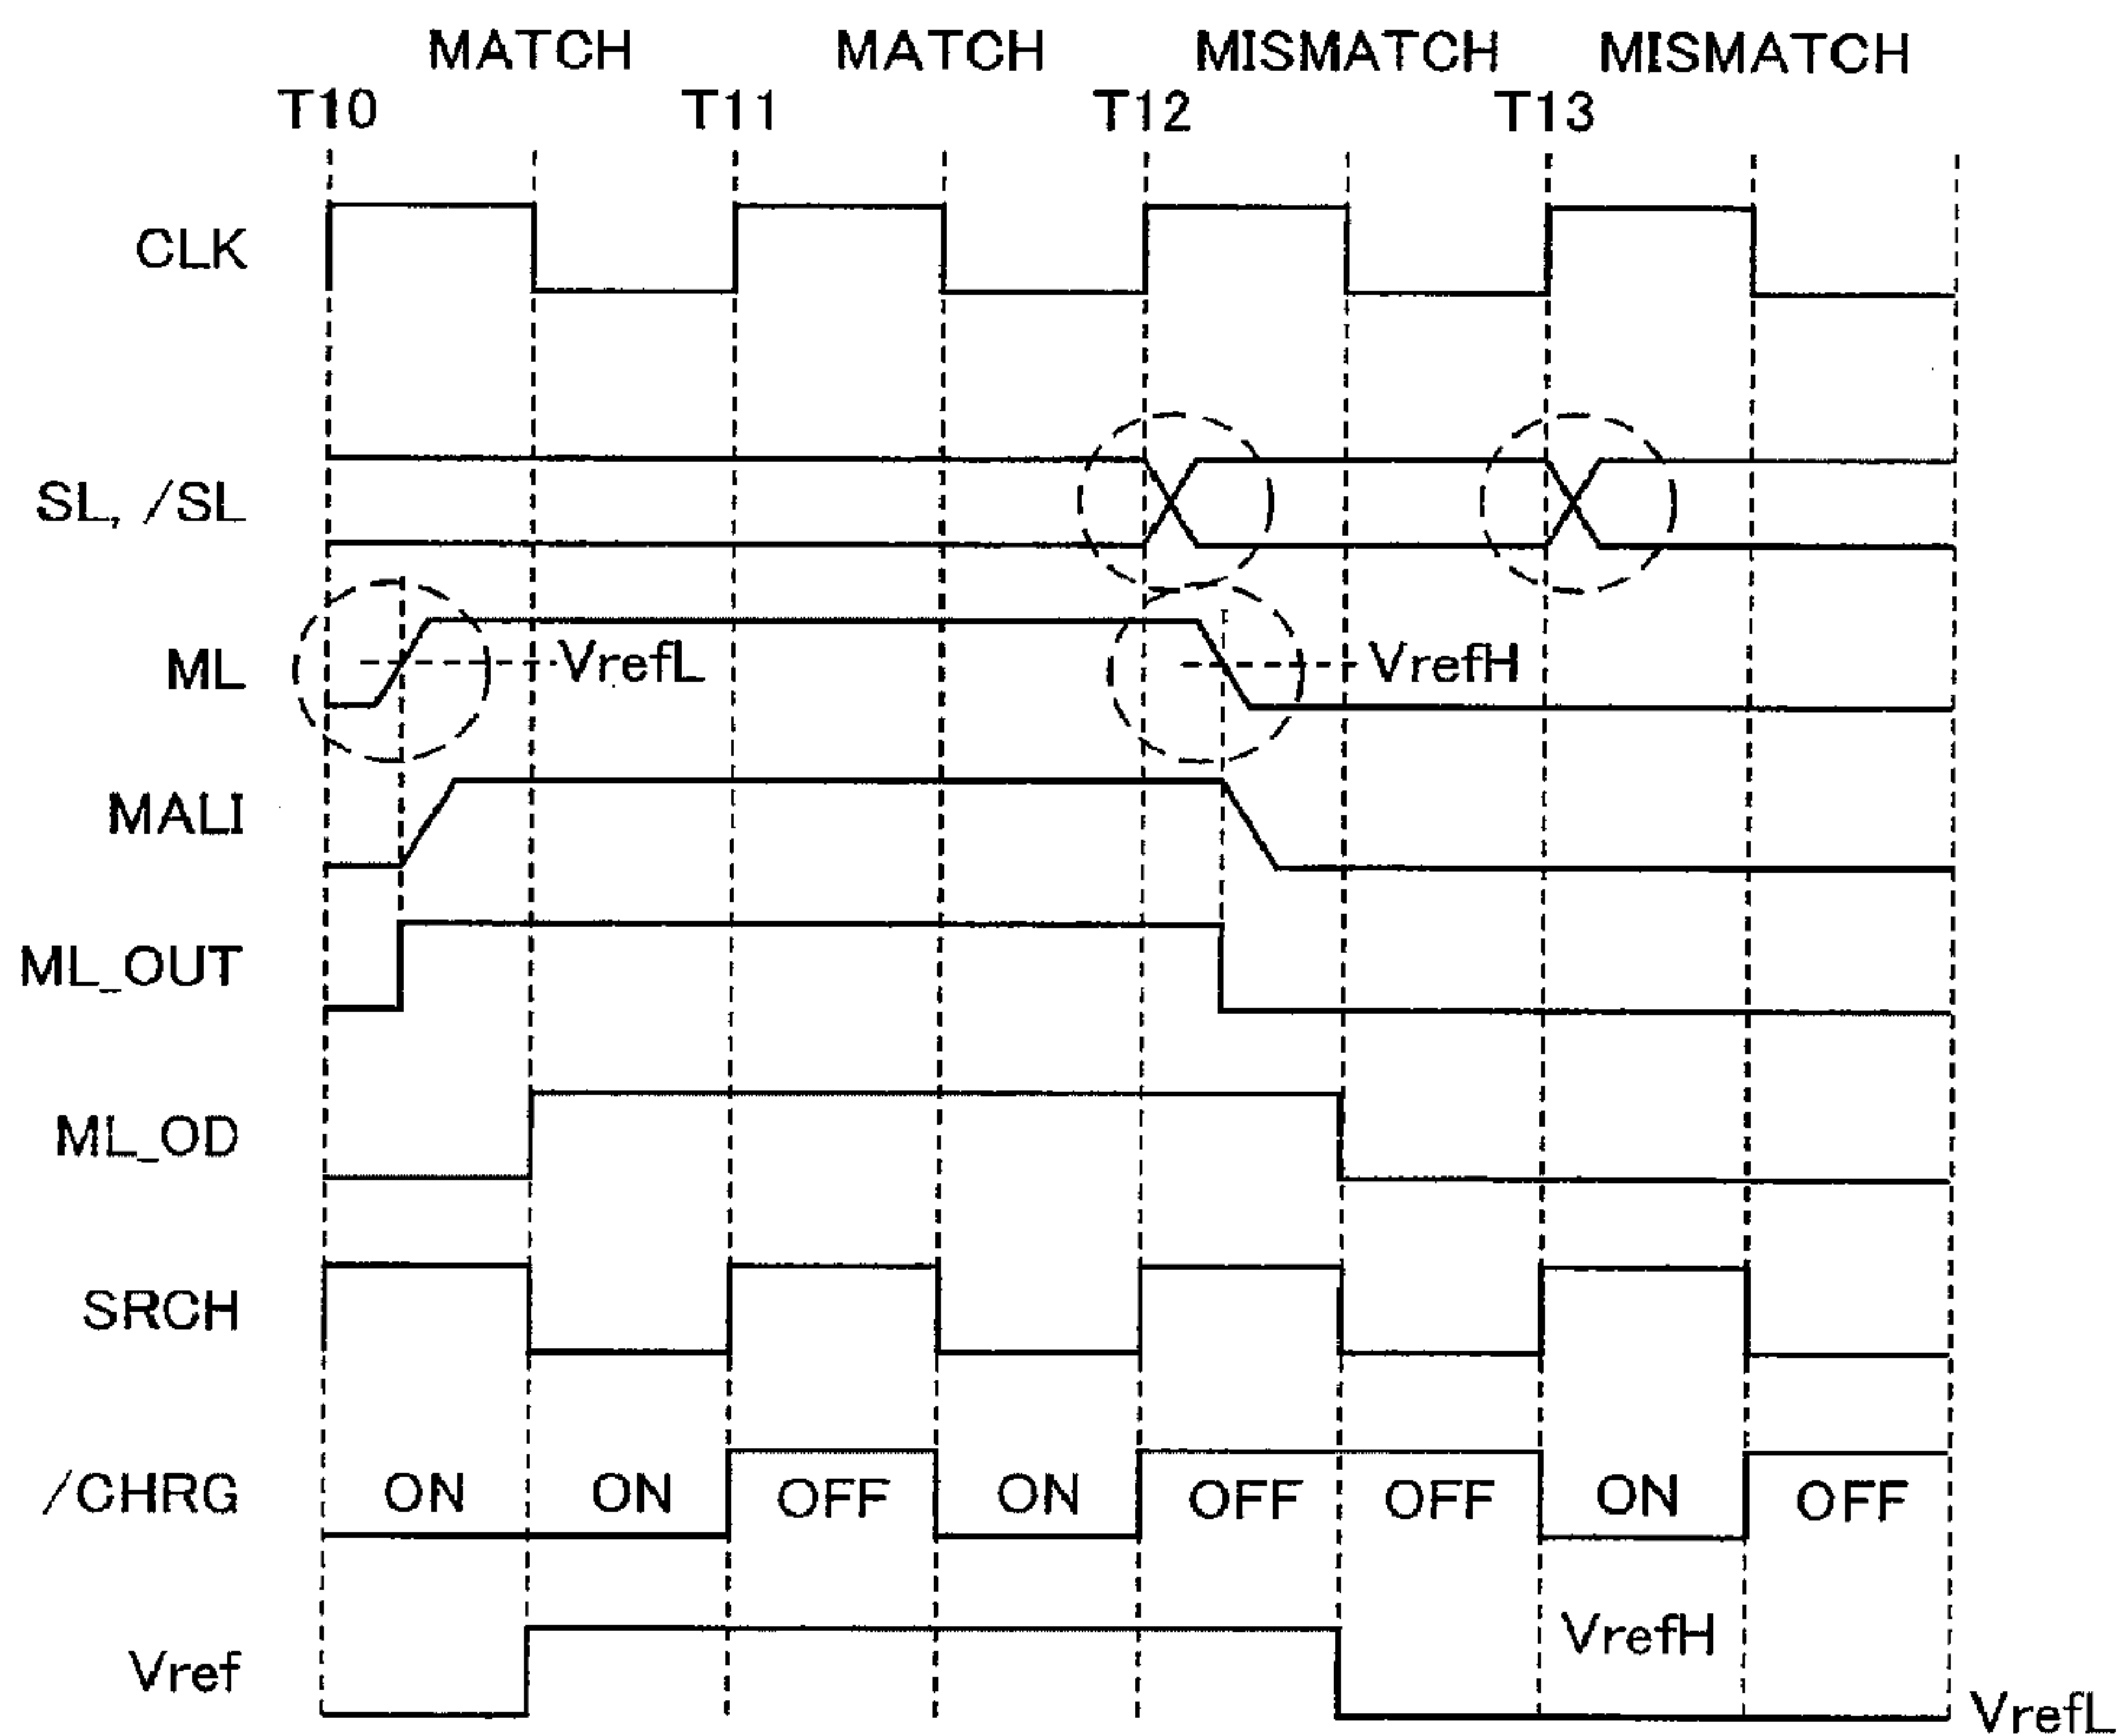 MATCH MATCH MISMATCH MISMATCH
T10 T11 T12 T13
CLK
SL, /SL
ML VrefL VrefH
MALI
ML_OUT
ML_OD
SRCH
/CHRG ON ON OFF ON OFF OFF ON OFF
VrefH
Vref
VrefL